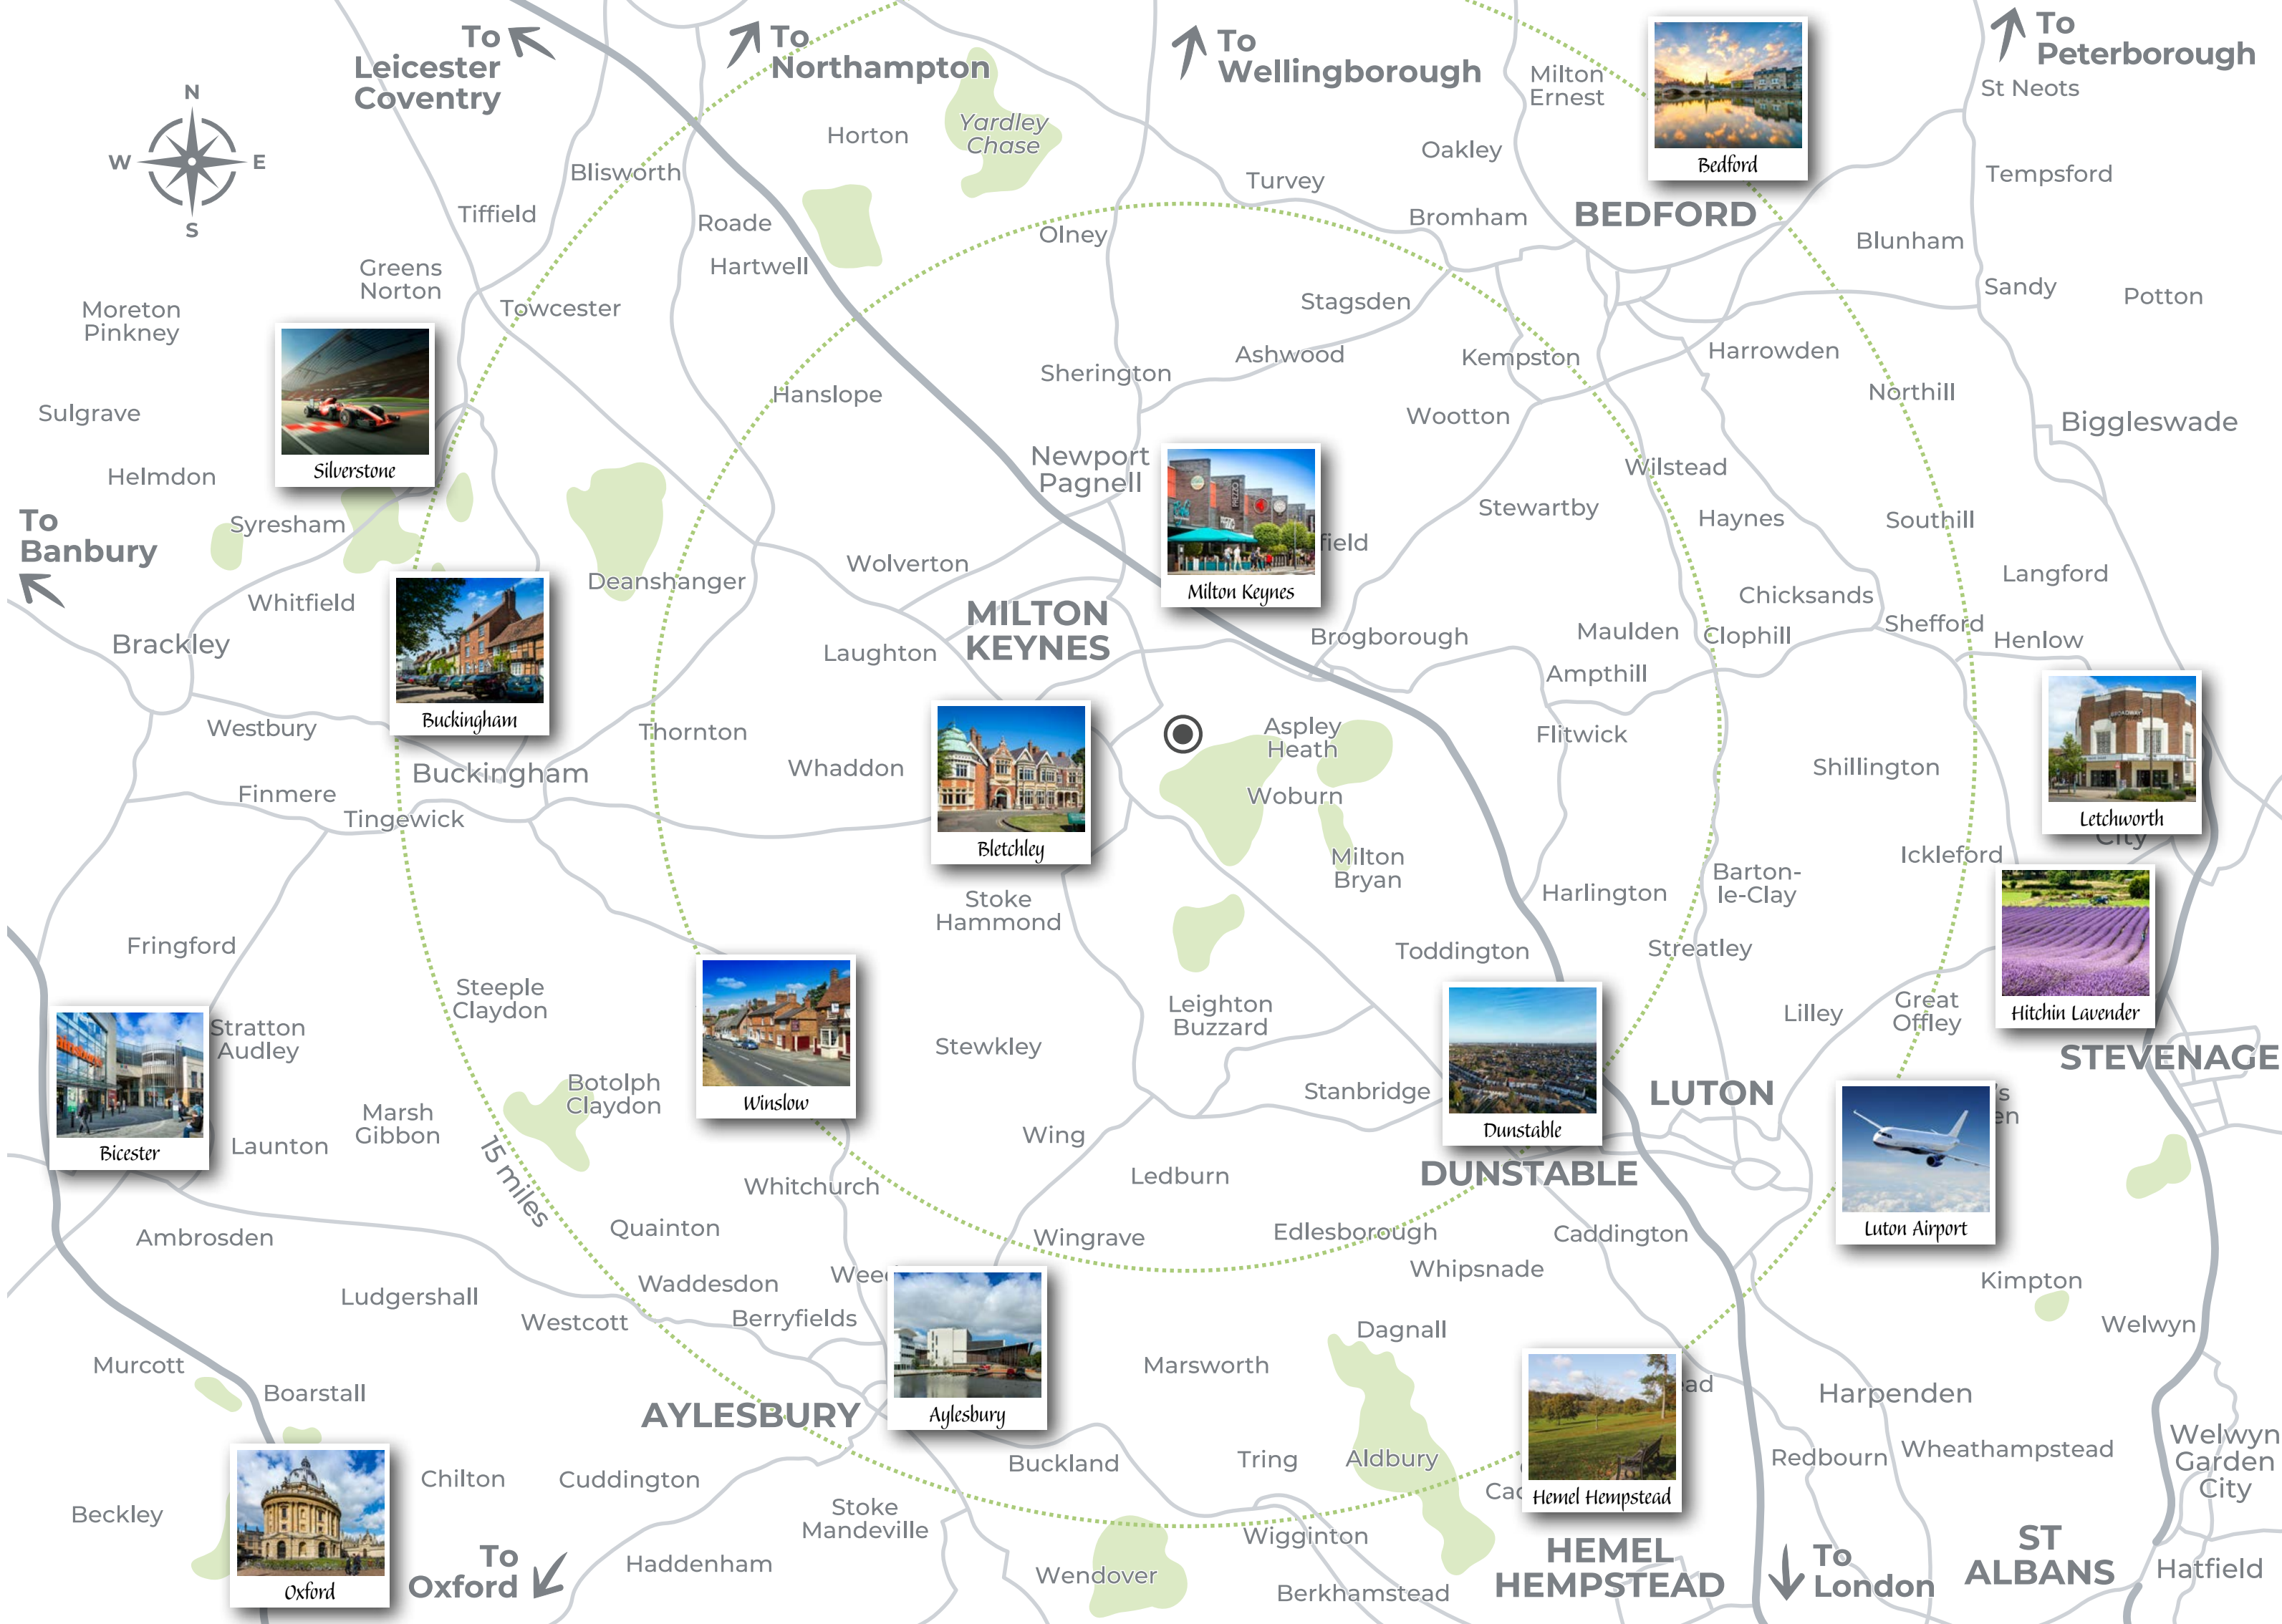 To
Leicester
Coventry
To
Northampton
To
Wellingborough
To
Peterborough
N
W
E
S
Milton
Ernest
Bedford
St Neots
Horton
Yardley
Chase
Oakley
Tempsford
Blisworth
Turvey
Tiffield
Roade
Olney
Bromham
BEDFORD
Blunham
Greens
Norton
Hartwell
Moreton
Pinkney
Towcester
Stagsden
Sandy
Potton
Silverstone
Sherington
Ashwood
Kempston
Harrowden
Hanslope
Northill
Sulgrave
Wootton
Biggleswade
Helmdon
Newport
Pagnell
Wilstead
Syresham
Stewartby
Haynes
Southill
To
Banbury
Wolverton
field
Deanshanger
Milton Keynes
Langford
Whitfield
MILTON
KEYNES
Chicksands
Brackley
Laughton
Brogborough
Maulden
Clophill
Shefford
Henlow
Ampthill
Buckingham
Westbury
Thornton
Aspley
Heath
Flitwick
Buckingham
Whaddon
Shillington
Finmere
Woburn
Tingewick
Bletchley
BROADWAY
Letchworth
City
Milton
Bryan
Ickleford
Stoke
Hammond
Harlington
Barton-
le-Clay
Fringford
Toddington
Streatley
Steeple
Claydon
Leighton
Buzzard
Lilley
Great
Offley
Hitchin Lavender
Stratton
Audley
Stewkley
STEVENAGE
Botolph
Claydon
Winslow
Stanbridge
LUTON
Marsh
Gibbon
Launton
Bicester
15 miles
Wing
Dunstable
's
en
Whitchurch
Ledburn
DUNSTABLE
Ambrosden
Quainton
Wingrave
Edlesborough
Caddington
Luton Airport
Ludgershall
Waddesdon
Weed
Whipsnade
Kimpton
Westcott
Berryfields
Dagnall
Welwyn
Murcott
Marsworth
Boarstall
AYLESBURY
Aylesbury
ead
Harpenden
Chilton
Cuddington
Buckland
Tring
Aldbury
Redbourn
Wheathampstead
Welwyn
Garden
City
Beckley
Stoke
Mandeville
Cad
Hemel Hempstead
Wigginton
Oxford
To
Oxford
Haddenham
Wendover
Berkhamstead
HEMEL
HEMPSTEAD
To
London
ST
ALBANS
Hatfield